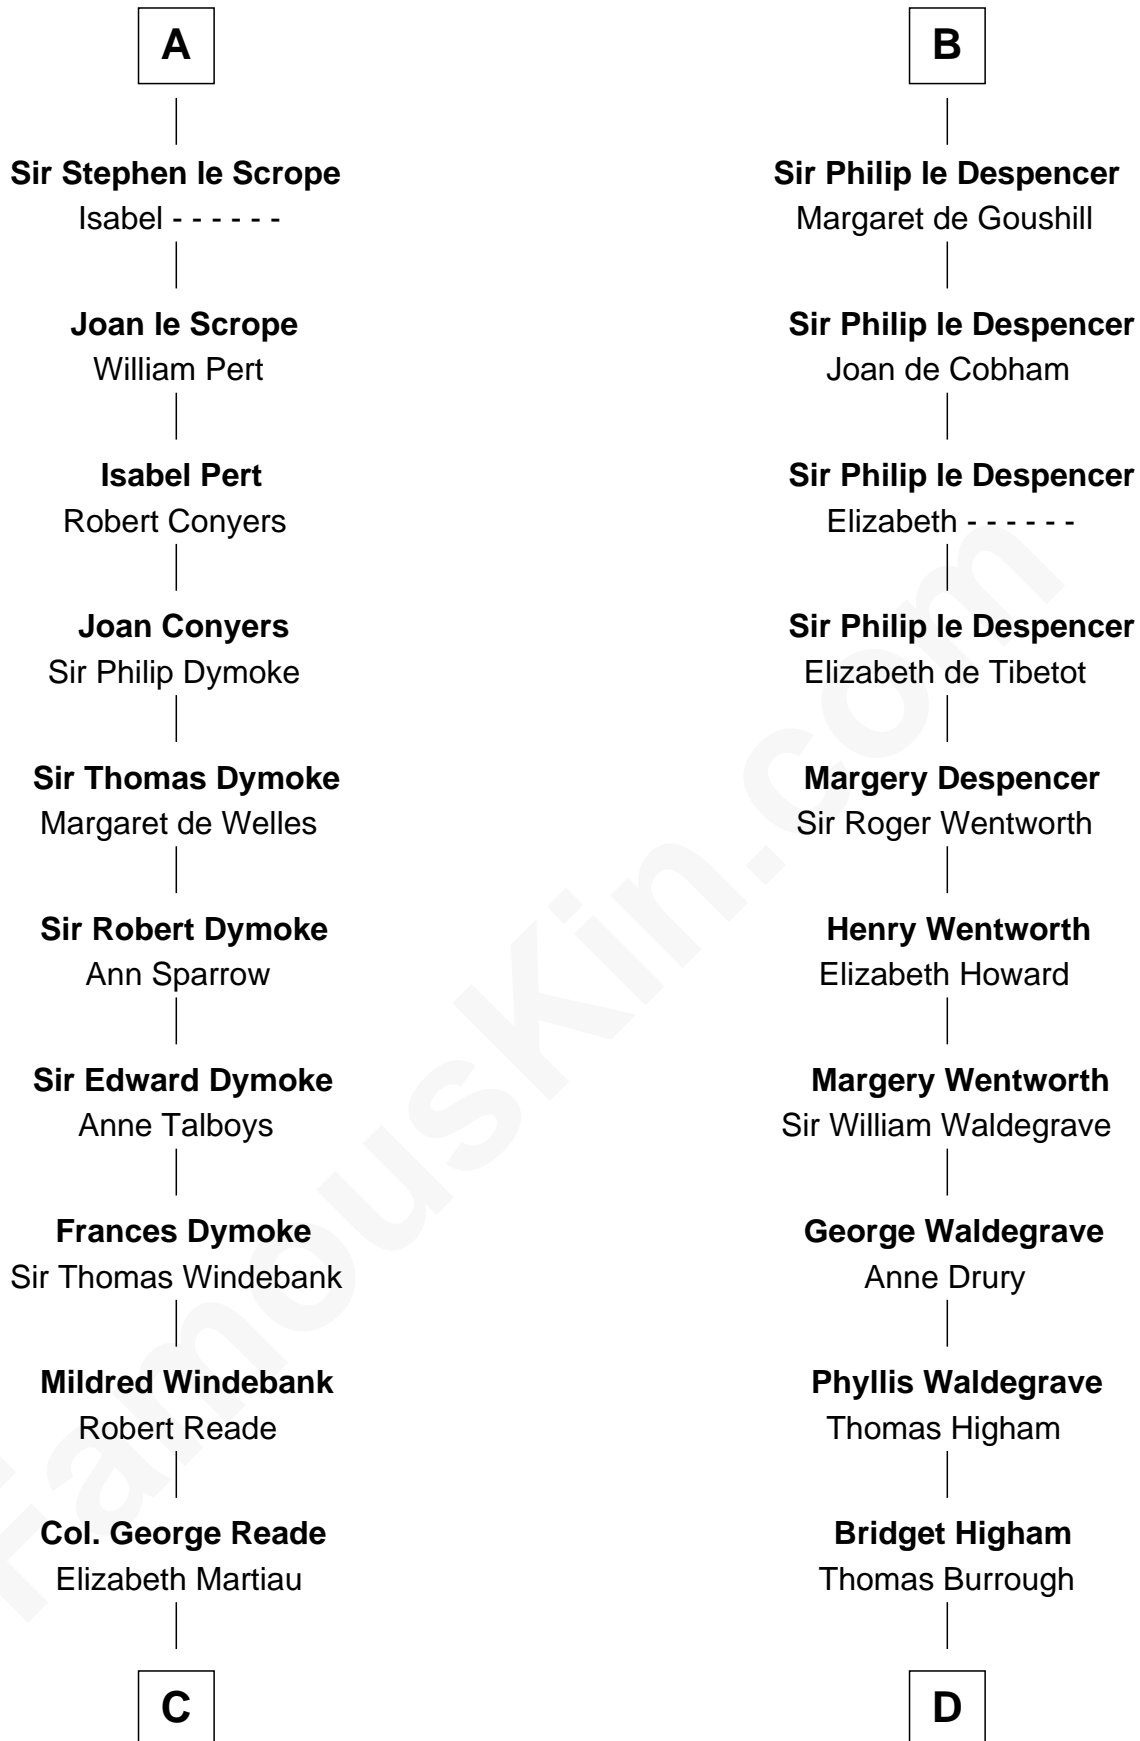 A
Sir Stephen le Scrope
Isabel - - - - - -
Joan le Scrope
William Pert
Isabel Pert
Robert Conyers
Joan Conyers
Sir Philip Dymoke
Sir Thomas Dymoke
Margaret de Welles
Sir Robert Dymoke
Ann Sparrow
Sir Edward Dymoke
Anne Talboys
Frances Dymoke
Sir Thomas Windebank
Mildred Windebank
Robert Reade
Col. George Reade
Elizabeth Martiau
C
B
Sir Philip le Despencer
Margaret de Goushill
Sir Philip le Despencer
Joan de Cobham
Sir Philip le Despencer
Elizabeth - - - - - -
Sir Philip le Despencer
Elizabeth de Tibetot
Margery Despencer
Sir Roger Wentworth
Henry Wentworth
Elizabeth Howard
Margery Wentworth
Sir William Waldegrave
George Waldegrave
Anne Drury
Phyllis Waldegrave
Thomas Higham
Bridget Higham
Thomas Burrough
D
FamousKin.com